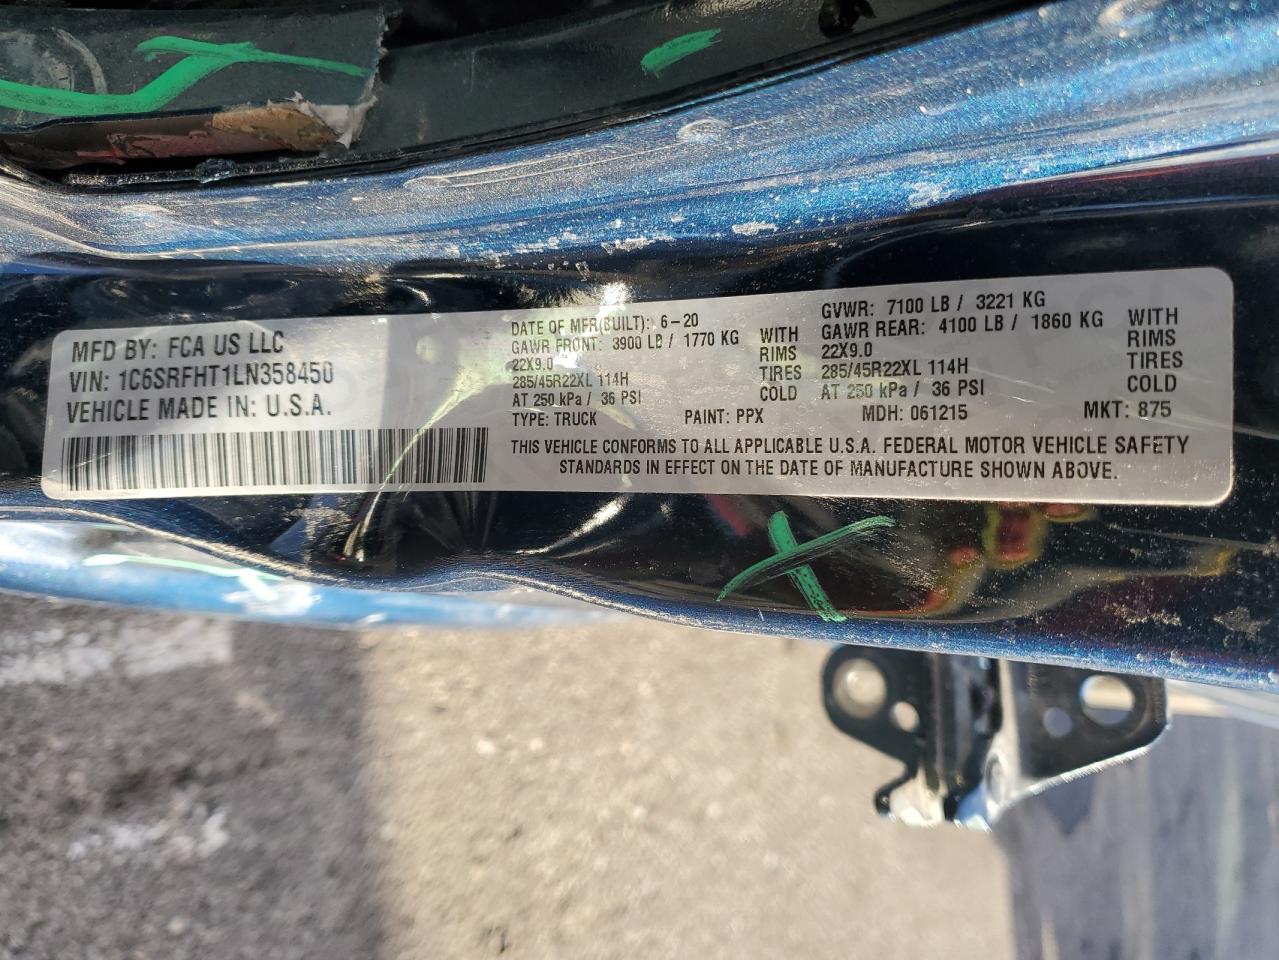 MFD BY: FCA US LLC
VIN: 1C6SRFHT1LN358450
VEHICLE MADE IN: U.S.A.
DATE OF MFR(BUILT): 6-20
GAWR FRONT: 3900 LB / 1770 KG WITH
22X9.0 RIMS
285/45R22XL 114H TIRES
AT 250 kPa / 36 PSI COLD
GVWR: 7100 LB / 3221 KG
GAWR REAR: 4100 LB / 1860 KG WITH
22X9.0 RIMS
285/45R22XL 114H TIRES
AT 250 kPa / 36 PSI COLD
TYPE: TRUCK PAINT: PPX MDH: 061215 MKT: 875
THIS VEHICLE CONFORMS TO ALL APPLICABLE U.S.A. FEDERAL MOTOR VEHICLE SAFETY
STANDARDS IN EFFECT ON THE DATE OF MANUFACTURE SHOWN ABOVE.